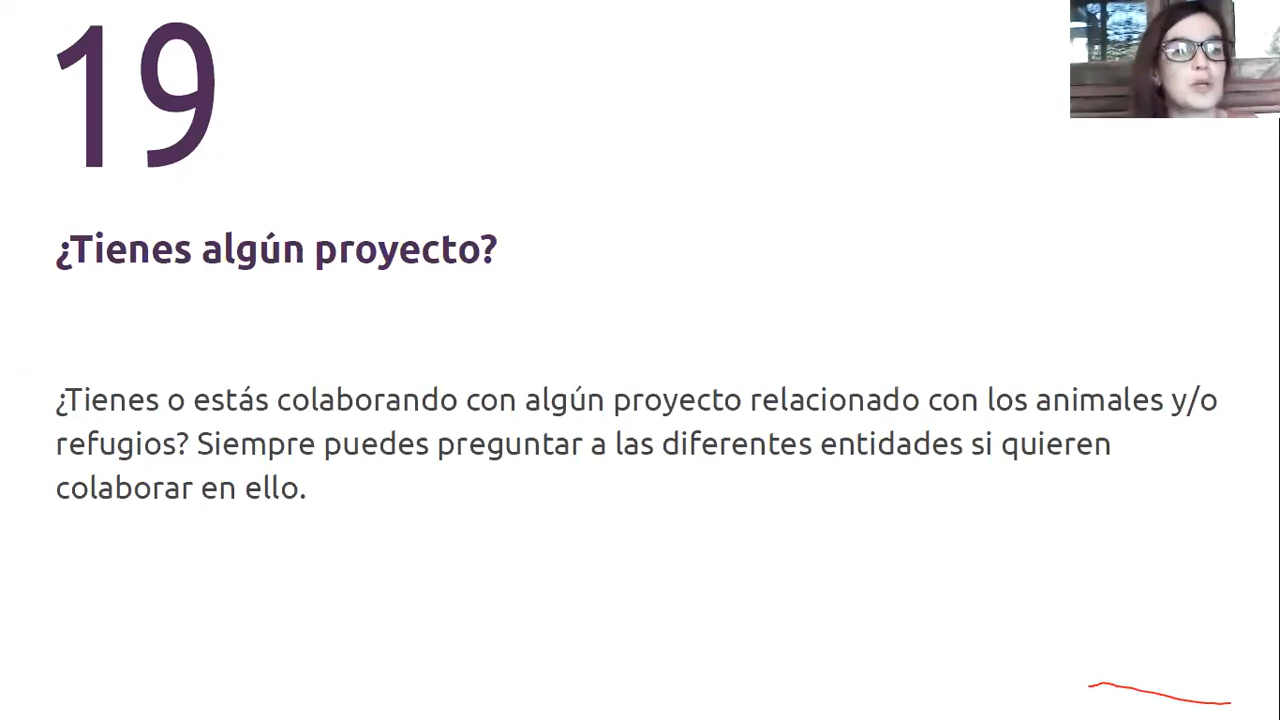 19
¿Tienes algún proyecto?
¿Tienes o estás colaborando con algún proyecto relacionado con los animales y/o
refugios? Siempre puedes preguntar a las diferentes entidades si quieren
colaborar en ello.